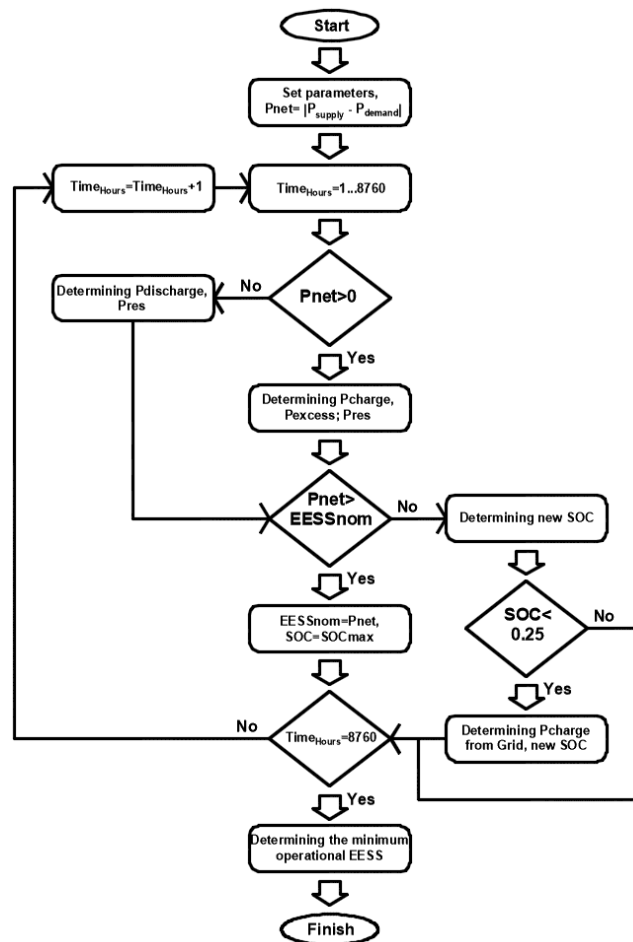 Start
Set parameters,
Pnet= |Psupply - Pdemand|
TimeHours=TimeHours+1
TimeHours=1...8760
Pnet>0
No
Determining Pdischarge,
Pres
Yes
Determining Pcharge,
Pexcess; Pres
Pnet>
EESSnom
No
Determining new SOC
Yes
EESSnom=Pnet,
SOC=SOCmax
SOC<
0.25
No
Yes
Determining Pcharge
from Grid, new SOC
No
TimeHours=8760
Yes
Determining the minimum
operational EESS
Finish